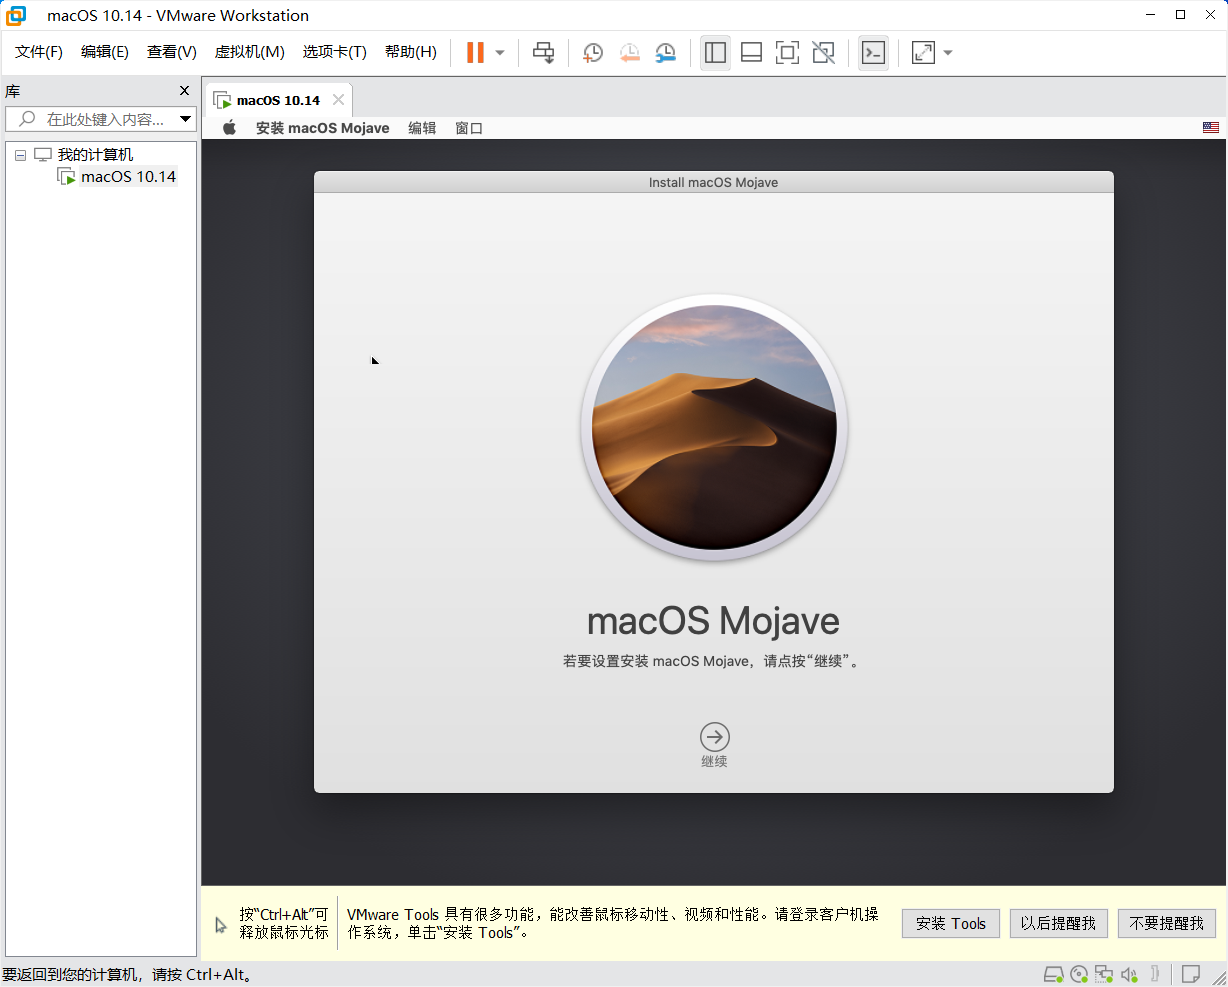 macOS 10.14 - VMware Workstation
文件(F) 编辑(E) 查看(V) 虚拟机(M) 选项卡(T) 帮助(H)
库
在此处键入内容...
我的计算机
macOS 10.14
macOS 10.14
安装 macOS Mojave 编辑 窗口
Install macOS Mojave
macOS Mojave
若要设置安装 macOS Mojave，请点按“继续”。
继续
按“Ctrl+Alt”可
释放鼠标光标
VMware Tools 具有很多功能，能改善鼠标移动性、视频和性能。请登录客户机操
作系统，单击“安装 Tools”。
安装 Tools 以后提醒我 不要提醒我
要返回到您的计算机，请按 Ctrl+Alt。